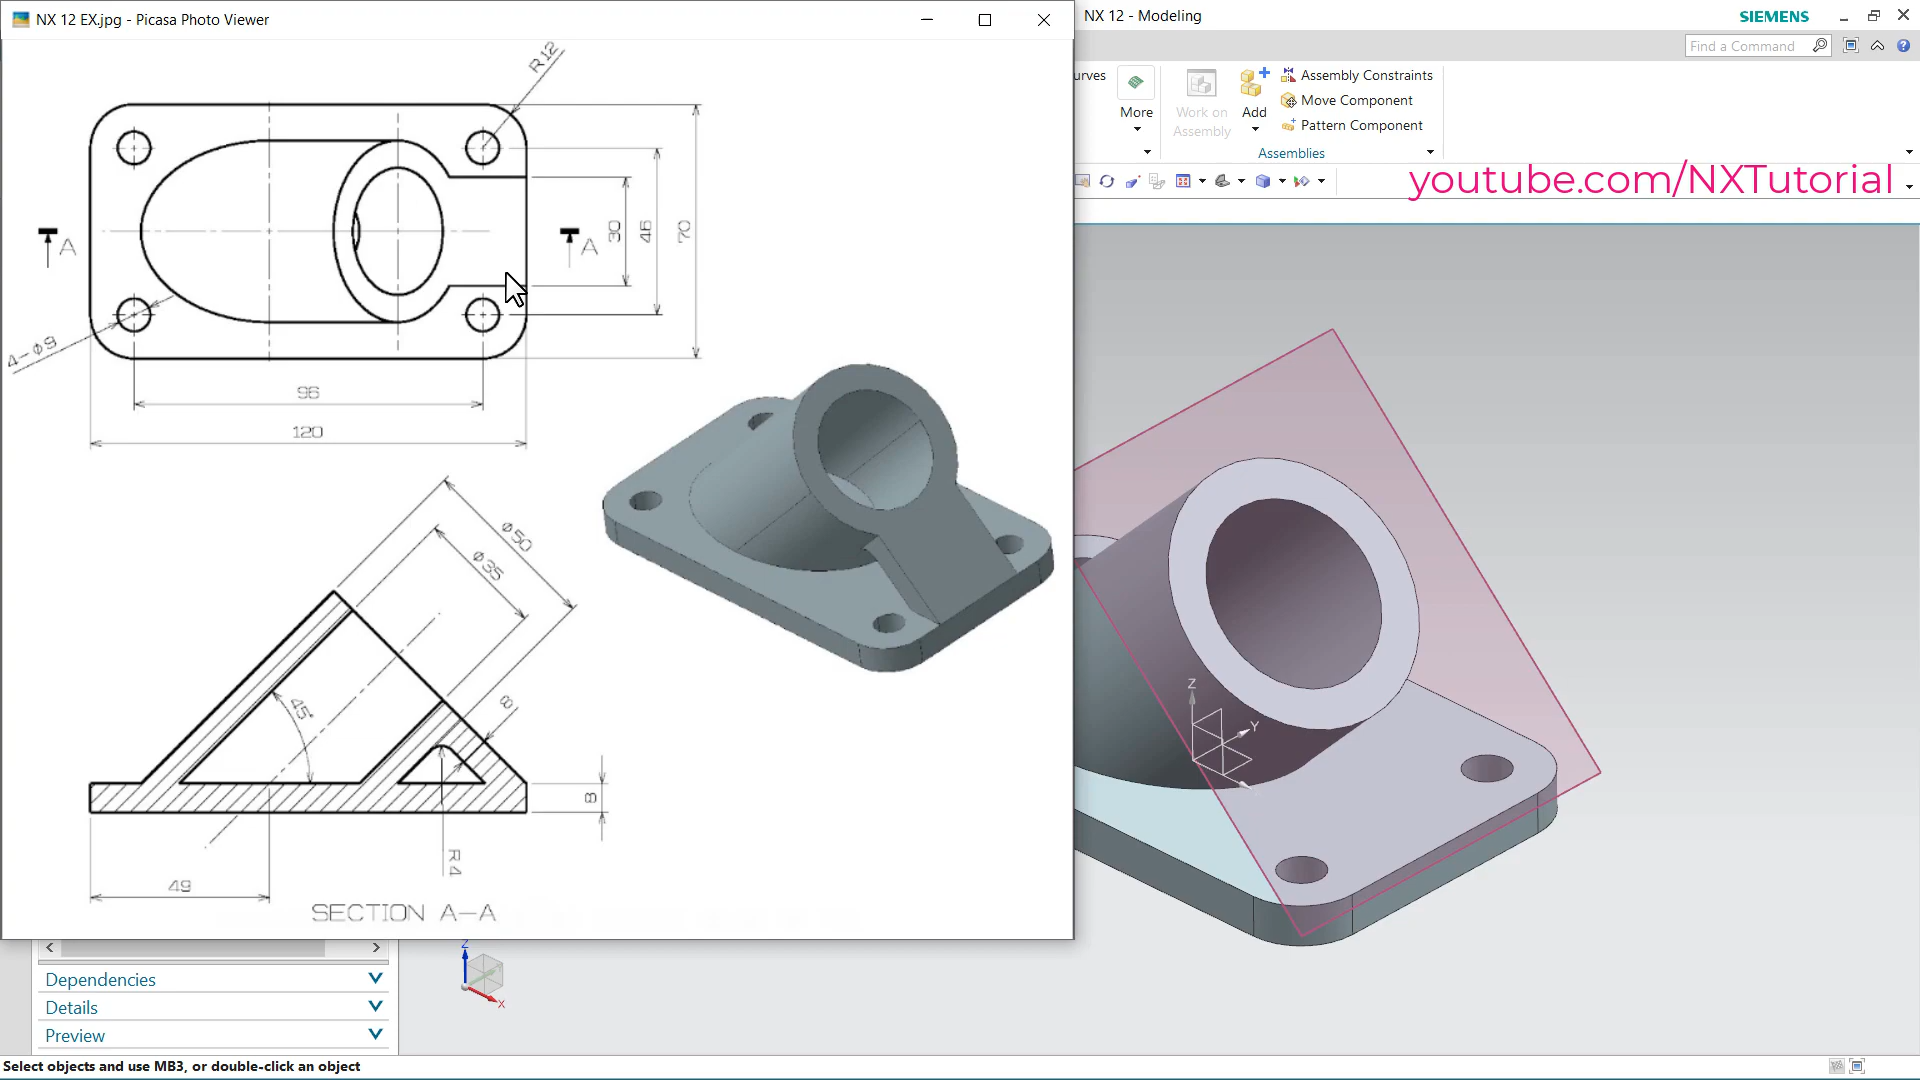 NX 12 EX.jpg - Picasa Photo Viewer
NX 12 - Modeling
SIEMENS
Find a Command
urves
More
Work on
Assembly
Add
Assembly Constraints
Move Component
Pattern Component
Assemblies
youtube.com/NXTutorial
R12
A
A
30
46
70
4-φ9
96
120
φ50
φ35
45°
8
8
R4
49
SECTION A-A
Z
Y
Z
X
Dependencies
Details
Preview
Select objects and use MB3, or double-click an object